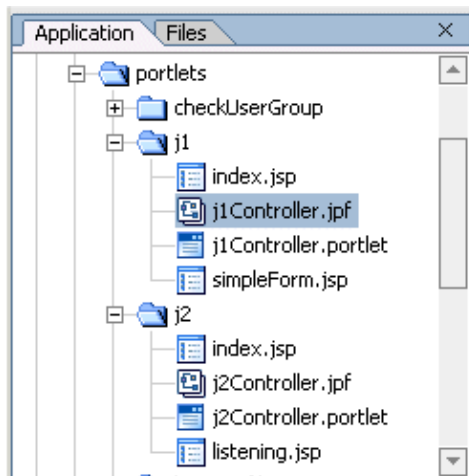 Application Files
portlets
checkUserGroup
j1
index.jsp
j1Controller.jpf
j1Controller.portlet
simpleForm.jsp
j2
index.jsp
j2Controller.jpf
j2Controller.portlet
listening.jsp